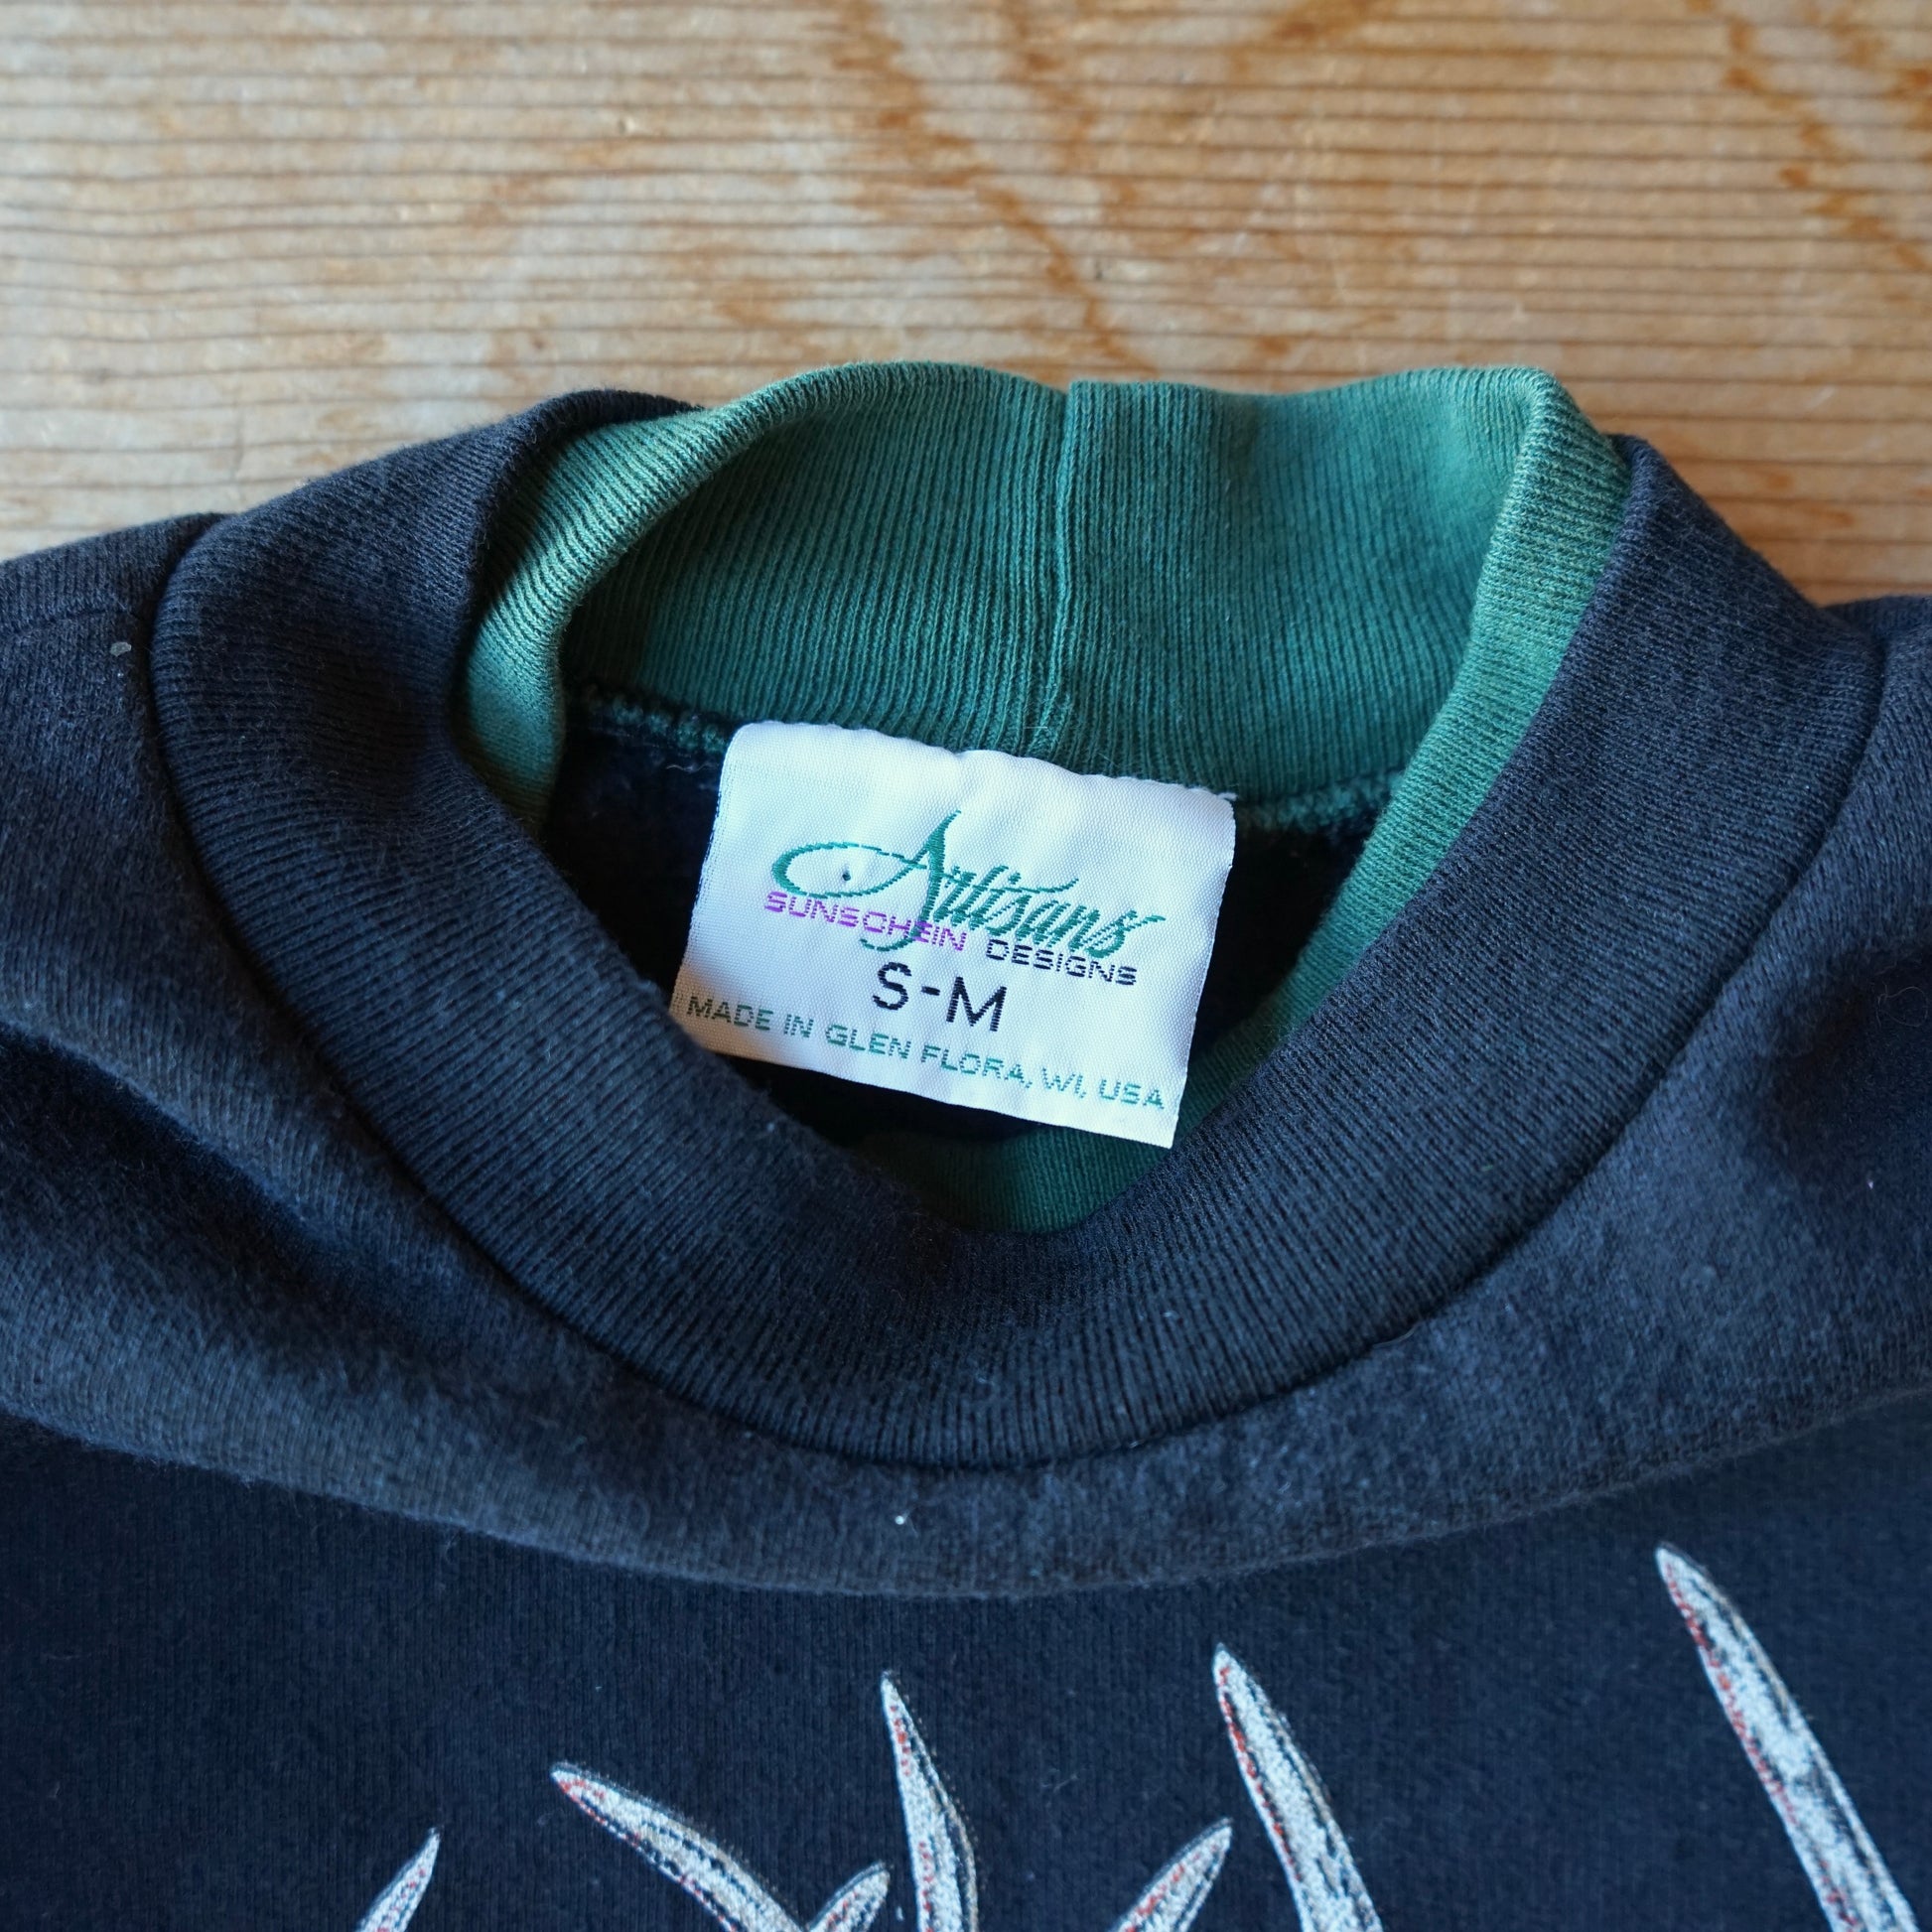 Artisans
SUNSCHEIN DESIGNS
S-M
MADE IN GLEN FLORA, WI, USA